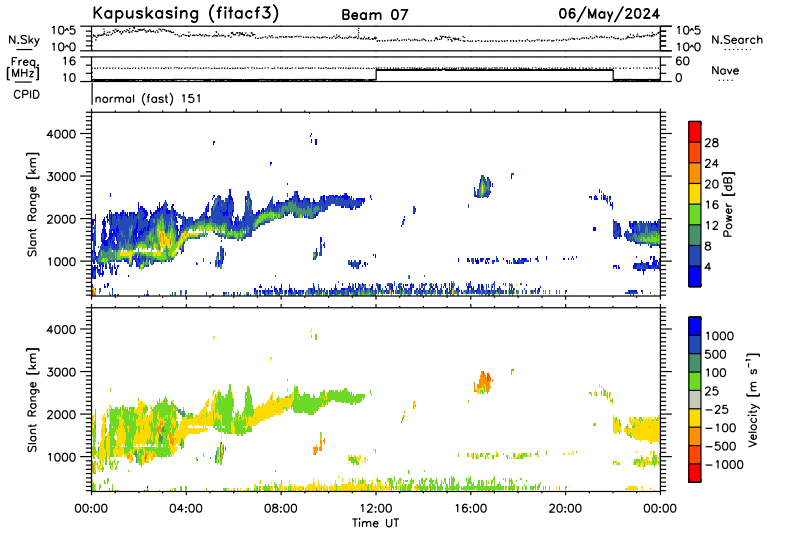 Kapuskasing (fitacf3) Beam 07 06/May/2024
N.Sky 10^5 10^0 10^5 10^0 N.Search
Freq. [MHz] 16 10 60 0 Nave
CPID normal (fast) 151
Slant Range [km] 4000 3000 2000 1000
Power [dB] 28 24 20 16 12 8 4
Slant Range [km] 4000 3000 2000 1000
Velocity [m s^-1] 1000 500 100 25 -25 -100 -500 -1000
00:00 04:00 08:00 12:00 16:00 20:00 00:00
Time UT